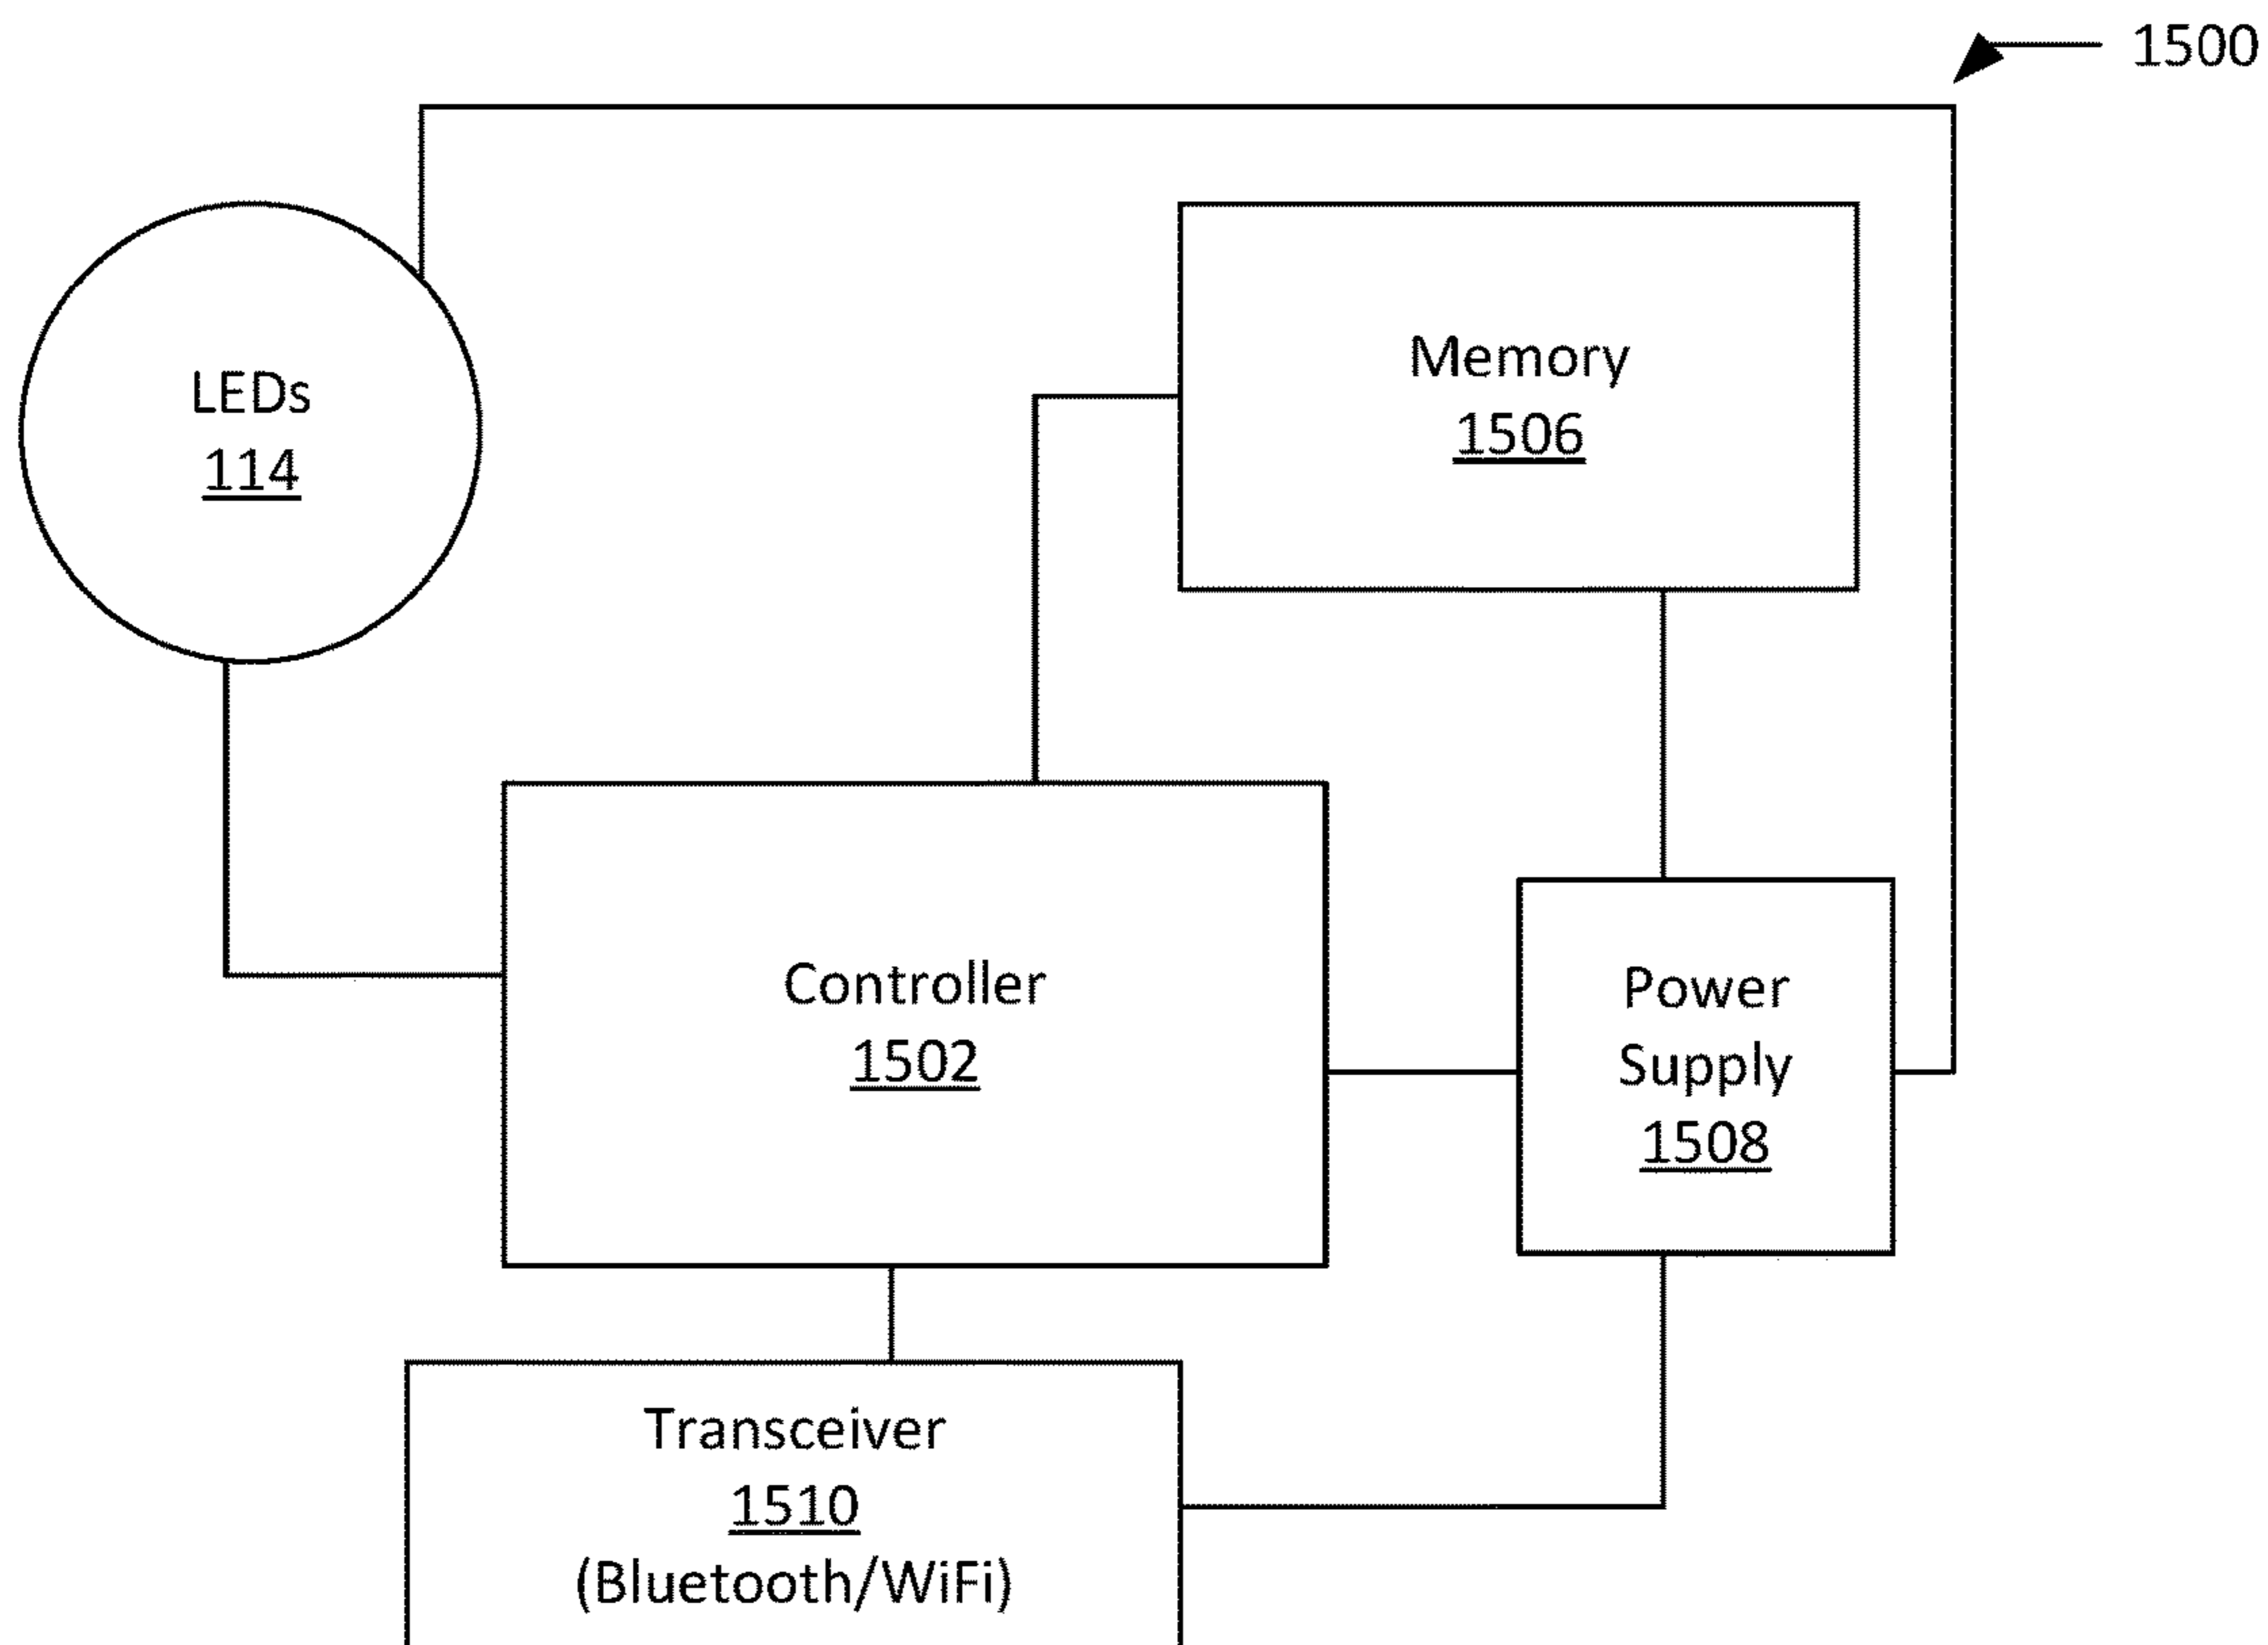 1500
LEDs
114
Memory
1506
Controller
1502
Power
Supply
1508
Transceiver
1510
(Bluetooth/WiFi)